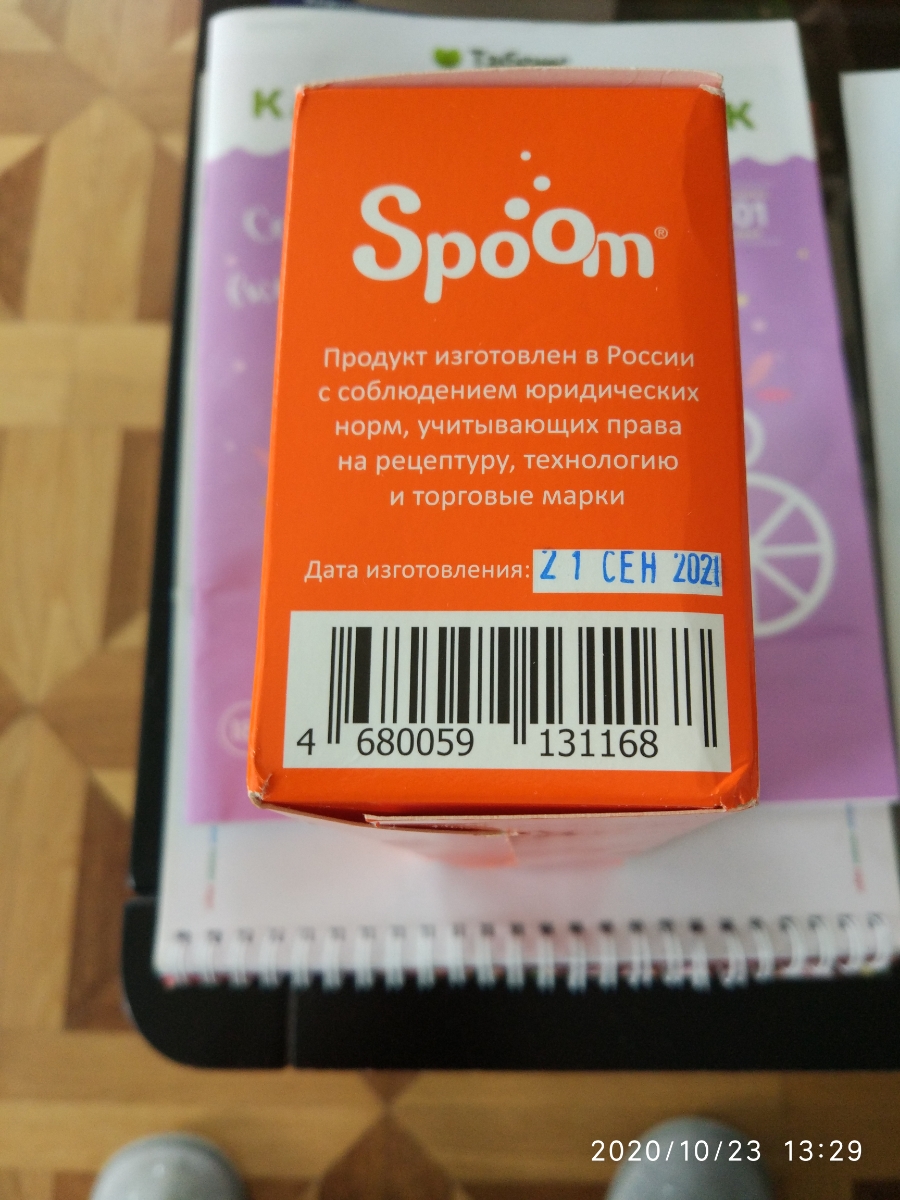 Spoom®
Продукт изготовлен в России
с соблюдением юридических
норм, учитывающих права
на рецептуру, технологию
и торговые марки
Дата изготовления: 21 СЕН 2021
4 680059 131168
2020/10/23 13:29